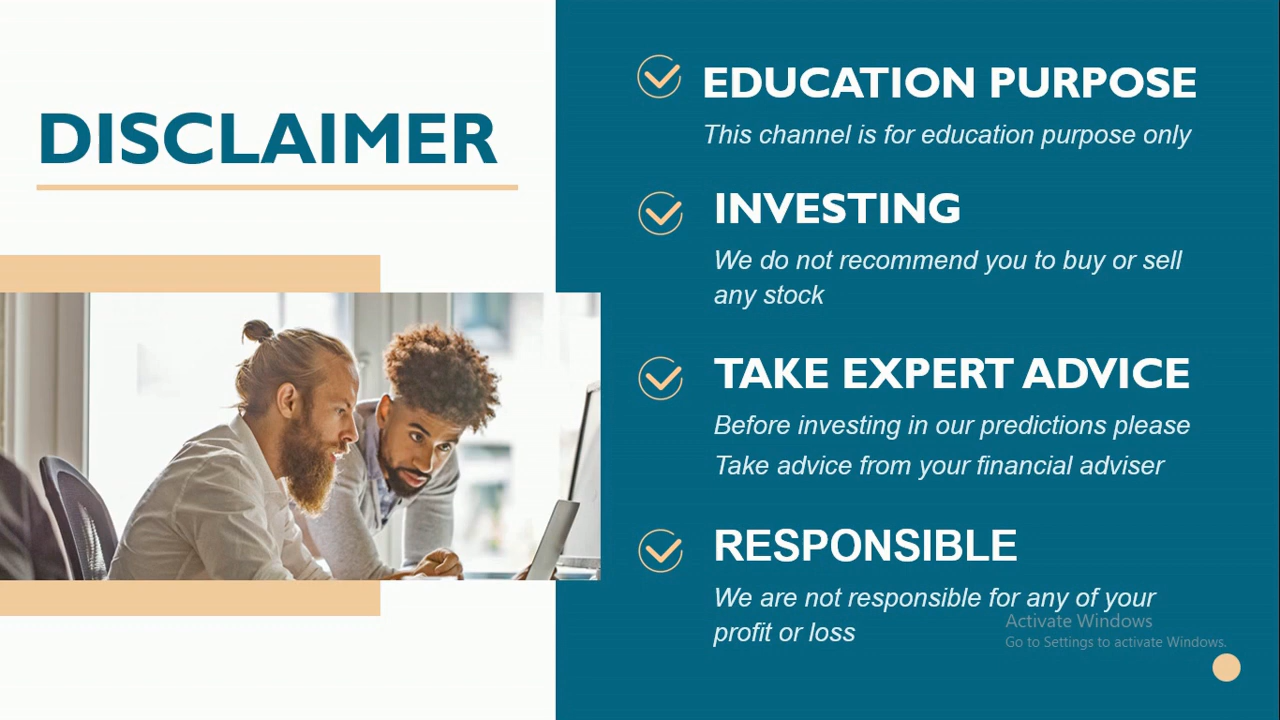 DISCLAIMER
EDUCATION PURPOSE
This channel is for education purpose only
INVESTING
We do not recommend you to buy or sell
any stock
TAKE EXPERT ADVICE
Before investing in our predictions please
Take advice from your financial adviser
RESPONSIBLE
We are not responsible for any of your
profit or loss
Activate Windows
Go to Settings to activate Windows.